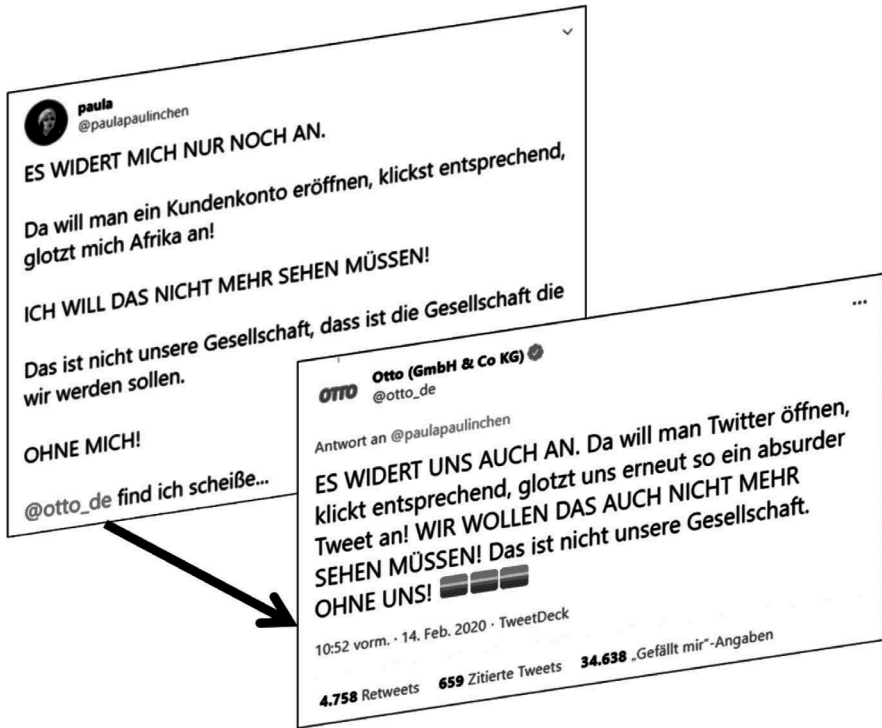 paula
@paulapaulinchen
ES WIDERT MICH NUR NOCH AN.
Da will man ein Kundenkonto eröffnen, klickst entsprechend,
glotzt mich Afrika an!
ICH WILL DAS NICHT MEHR SEHEN MÜSSEN!
Das ist nicht unsere Gesellschaft, dass ist die Gesellschaft die
wir werden sollen.
OHNE MICH!
@otto_de find ich scheiße...
OTTO
Otto (GmbH & Co KG)
@otto_de
Antwort an @paulapaulinchen
ES WIDERT UNS AUCH AN. Da will man Twitter öffnen,
klickt entsprechend, glotzt uns erneut so ein absurder
Tweet an! WIR WOLLEN DAS AUCH NICHT MEHR
SEHEN MÜSSEN! Das ist nicht unsere Gesellschaft.
OHNE UNS!
10:52 vorm. · 14. Feb. 2020 · TweetDeck
4.758 Retweets 659 Zitierte Tweets 34.638 „Gefällt mir"-Angaben